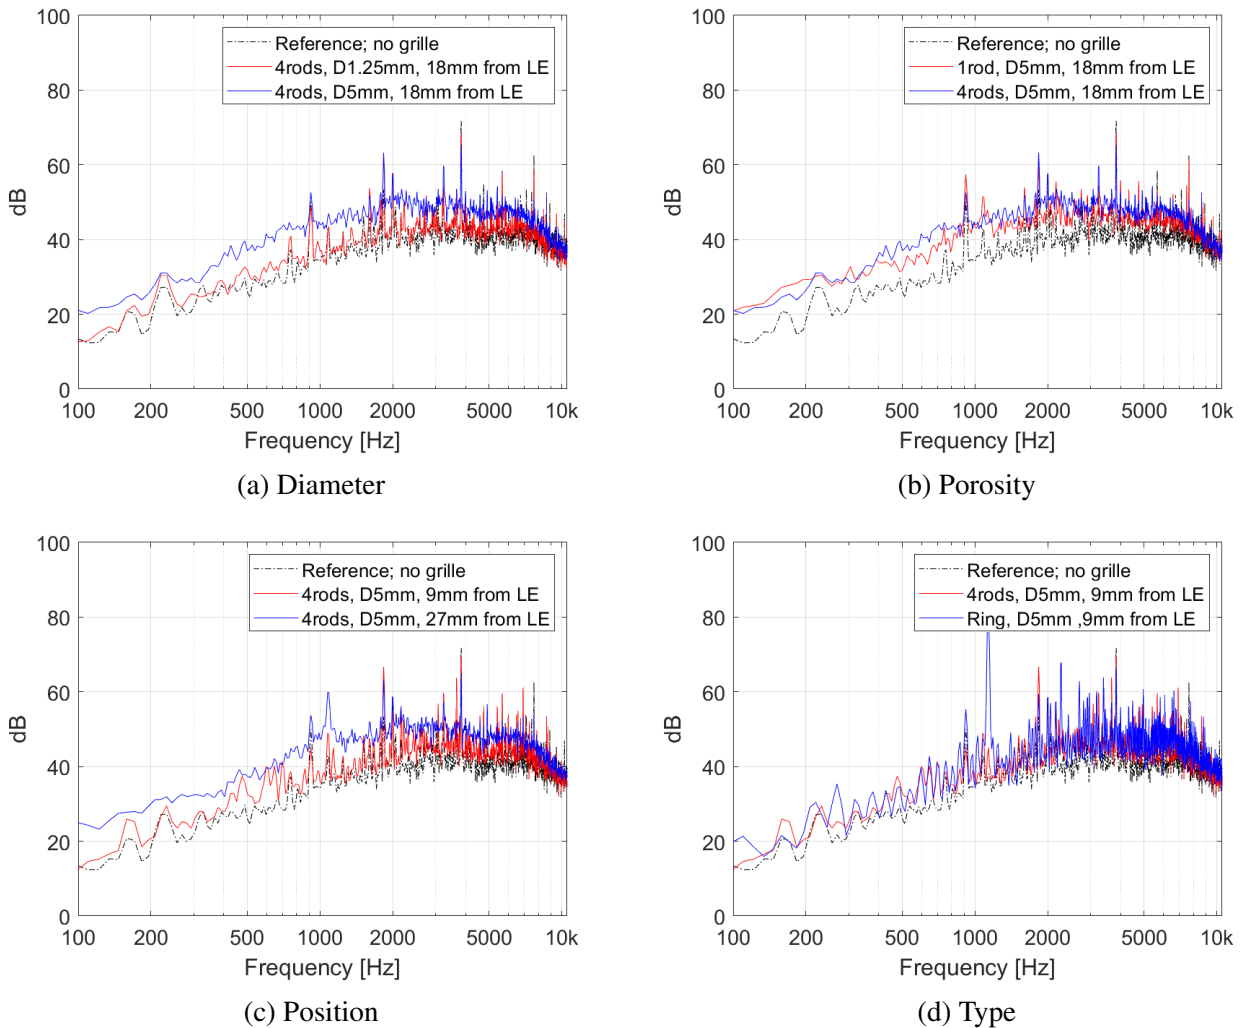 100
80
60
40
20
0
dB
Reference; no grille
4rods, D1.25mm, 18mm from LE
4rods, D5mm, 18mm from LE
100 200 500 1000 2000 5000 10k
Frequency [Hz]
(a) Diameter
100
80
60
40
20
0
dB
Reference; no grille
1rod, D5mm, 18mm from LE
4rods, D5mm, 18mm from LE
100 200 500 1000 2000 5000 10k
Frequency [Hz]
(b) Porosity
100
80
60
40
20
0
dB
Reference; no grille
4rods, D5mm, 9mm from LE
4rods, D5mm, 27mm from LE
100 200 500 1000 2000 5000 10k
Frequency [Hz]
(c) Position
100
80
60
40
20
0
dB
Reference; no grille
4rods, D5mm, 9mm from LE
Ring, D5mm ,9mm from LE
100 200 500 1000 2000 5000 10k
Frequency [Hz]
(d) Type